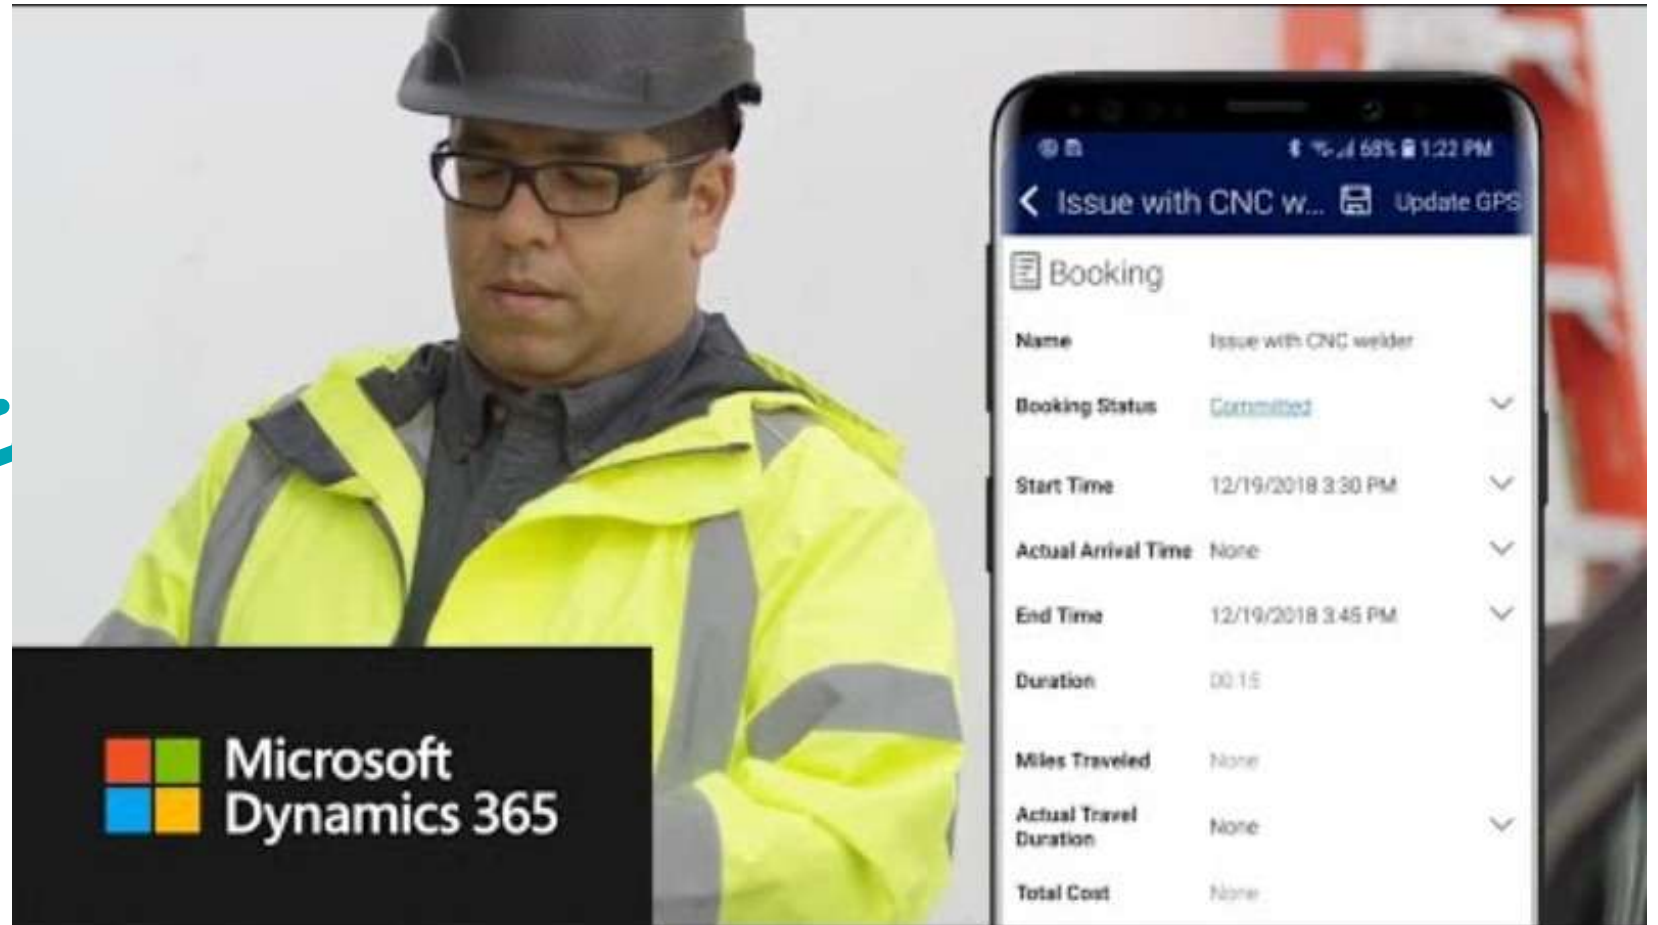 68% 1:22 PM
Issue with CNC w... Update GPS
Booking
Name Issue with CNC welder
Booking Status Committed
Start Time 12/19/2018 3:30 PM
Actual Arrival Time None
End Time 12/19/2018 3:45 PM
Duration 00:15
Miles Traveled None
Actual Travel
Duration None
Total Cost None
Microsoft
Dynamics 365